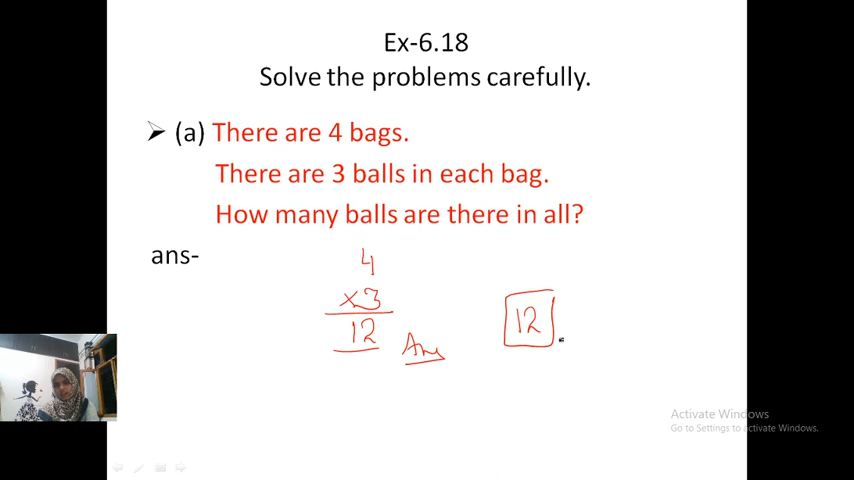 Ex-6.18
Solve the problems carefully.
➤ (a) There are 4 bags.
There are 3 balls in each bag.
How many balls are there in all?
ans-
4
×3
12
Ans
12
Activate Windows
Go to Settings to activate Windows.